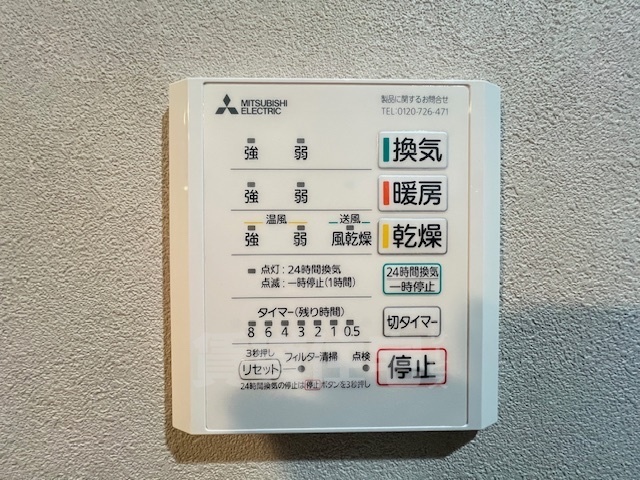 MITSUBISHI
ELECTRIC
製品に関するお問合せ
TEL:0120-726-471
強 弱 換気
強 弱 暖房
温風 送風
強 弱 風乾燥 乾燥
点灯:24時間換気
点滅:一時停止(1時間)
24時間換気
一時停止
タイマー(残り時間)
8 6 4 3 2 1 0.5
切タイマー
3秒押し
リセット フィルター清掃 点検
停止
24時間換気の停止は停止ボタンを3秒押し